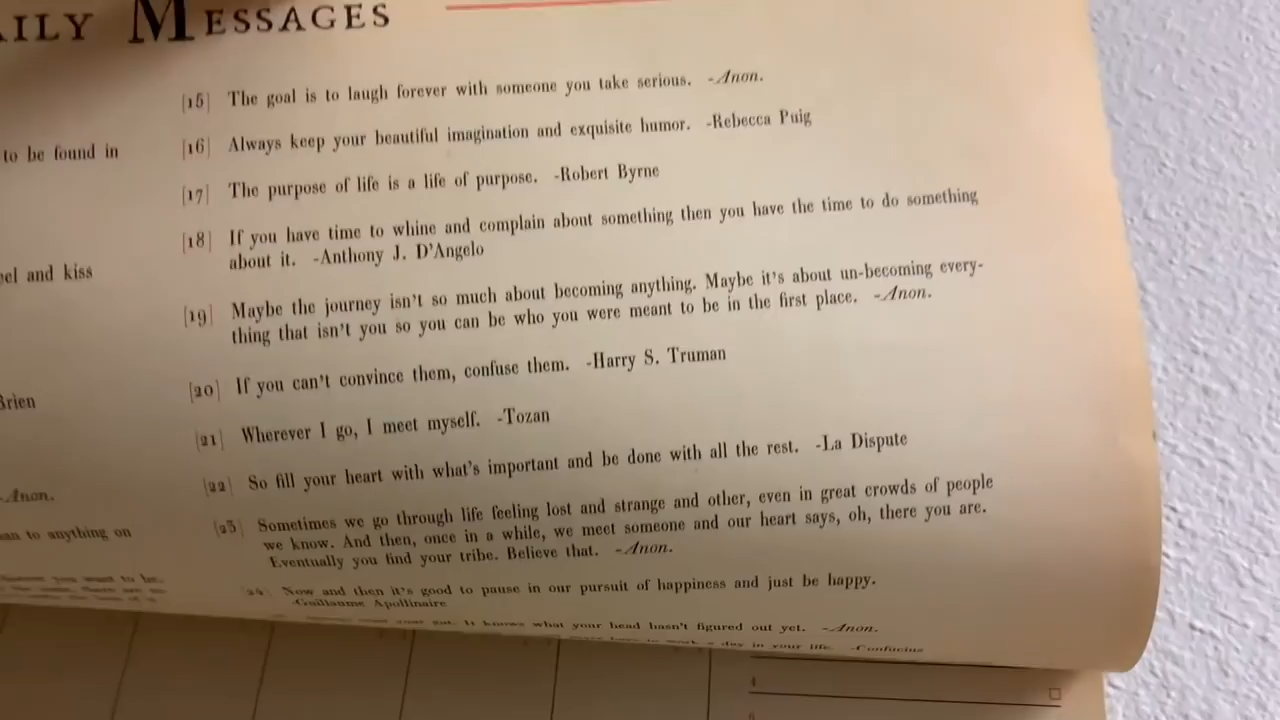 AILY MESSAGES
to be found in
el and kiss
Brien
-Anon.
an to anything on
[15] The goal is to laugh forever with someone you take serious. -Anon.
[16] Always keep your beautiful imagination and exquisite humor. -Rebecca Puig
[17] The purpose of life is a life of purpose. -Robert Byrne
[18] If you have time to whine and complain about something then you have the time to do something
about it. -Anthony J. D'Angelo
[19] Maybe the journey isn't so much about becoming anything. Maybe it's about un-becoming every-
thing that isn't you so you can be who you were meant to be in the first place. -Anon.
[20] If you can't convince them, confuse them. -Harry S. Truman
[21] Wherever I go, I meet myself. -Tozan
[22] So fill your heart with what's important and be done with all the rest. -La Dispute
[23] Sometimes we go through life feeling lost and strange and other, even in great crowds of people
we know. And then, once in a while, we meet someone and our heart says, oh, there you are.
Eventually you find your tribe. Believe that. -Anon.
[24] Now and then it's good to pause in our pursuit of happiness and just be happy.
-Guillaume Apollinaire
It knows what your head hasn't figured out yet. -Anon.
a day in your life. -Confucius
4